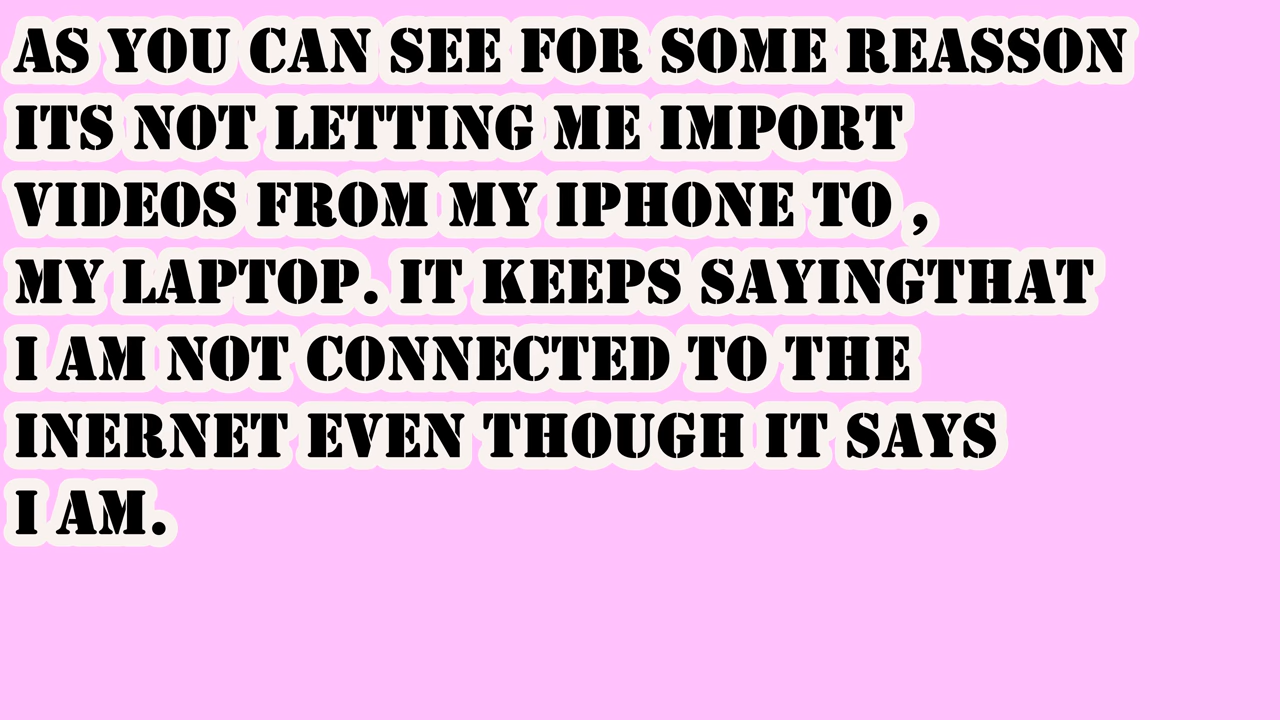 AS YOU CAN SEE FOR SOME REASSON
ITS NOT LETTING ME IMPORT
VIDEOS FROM MY IPHONE TO ,
MY LAPTOP. IT KEEPS SAYINGTHAT
I AM NOT CONNECTED TO THE
INERNET EVEN THOUGH IT SAYS
I AM.